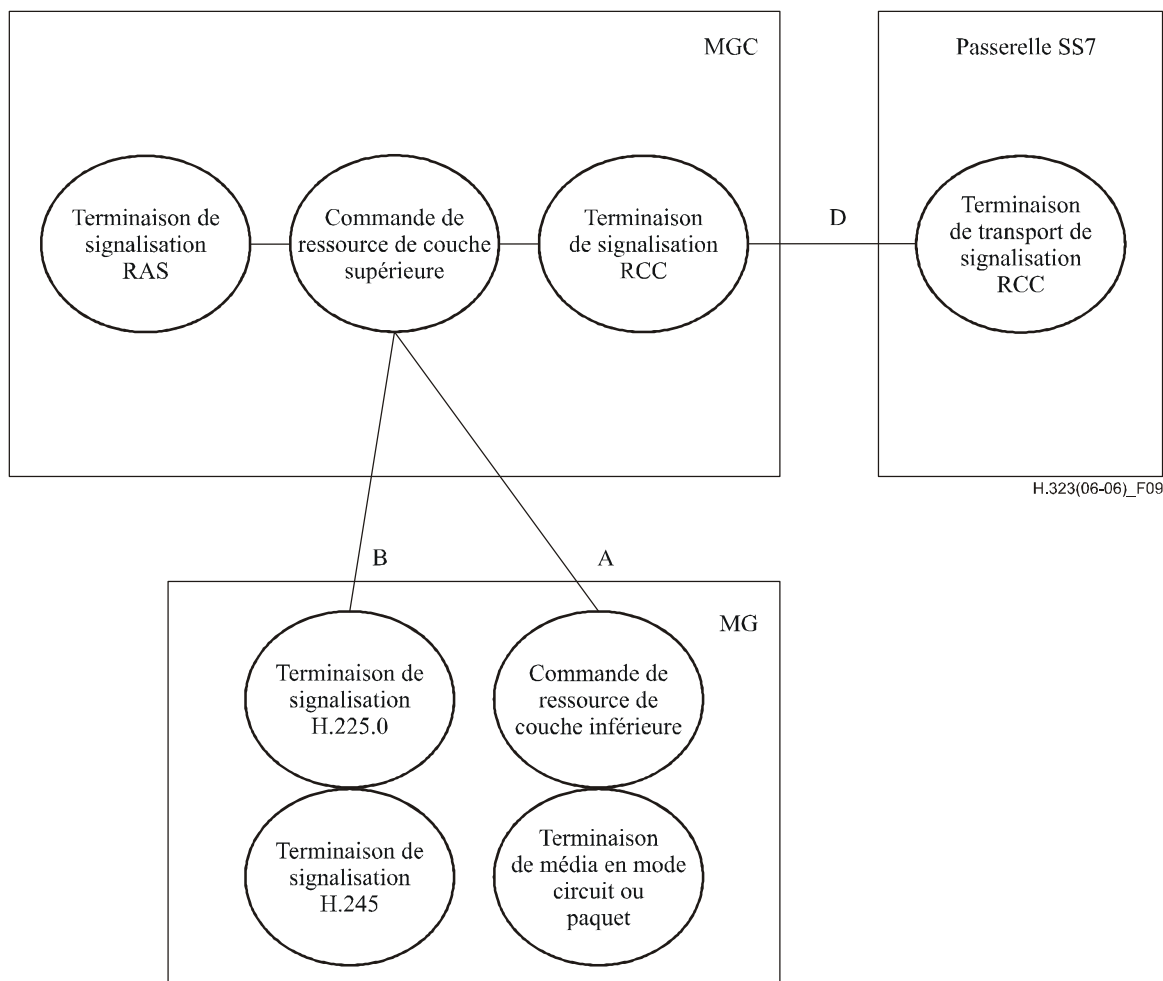 MGC
Passerelle SS7
Terminaison de
signalisation
RAS
Commande de
ressource de couche
supérieure
Terminaison
de signalisation
RCC
D
Terminaison
de transport de
signalisation
RCC
H.323(06-06)_F09
B
A
MG
Terminaison de
signalisation
H.225.0
Commande de
ressource de
couche inférieure
Terminaison de
signalisation
H.245
Terminaison
de média en mode
circuit ou
paquet